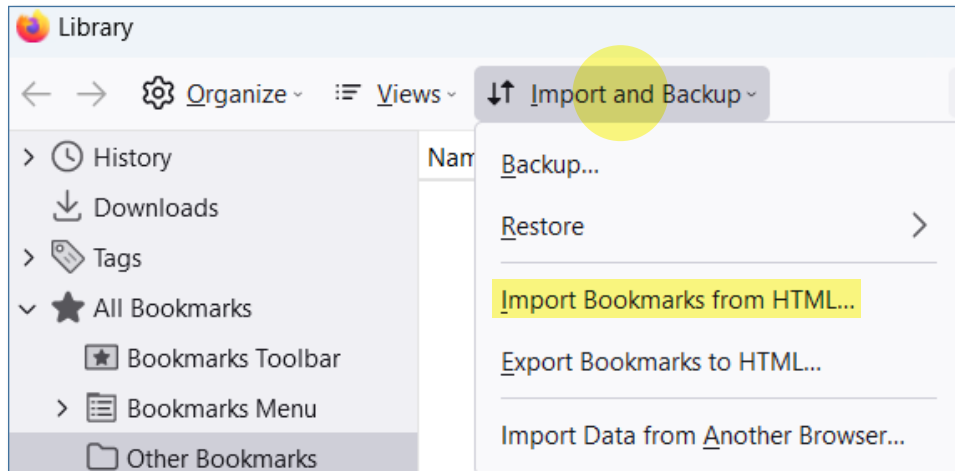 Library
Organize Views Import and Backup
History
Downloads
Tags
All Bookmarks
Bookmarks Toolbar
Bookmarks Menu
Other Bookmarks
Backup...
Restore
Import Bookmarks from HTML...
Export Bookmarks to HTML...
Import Data from Another Browser...